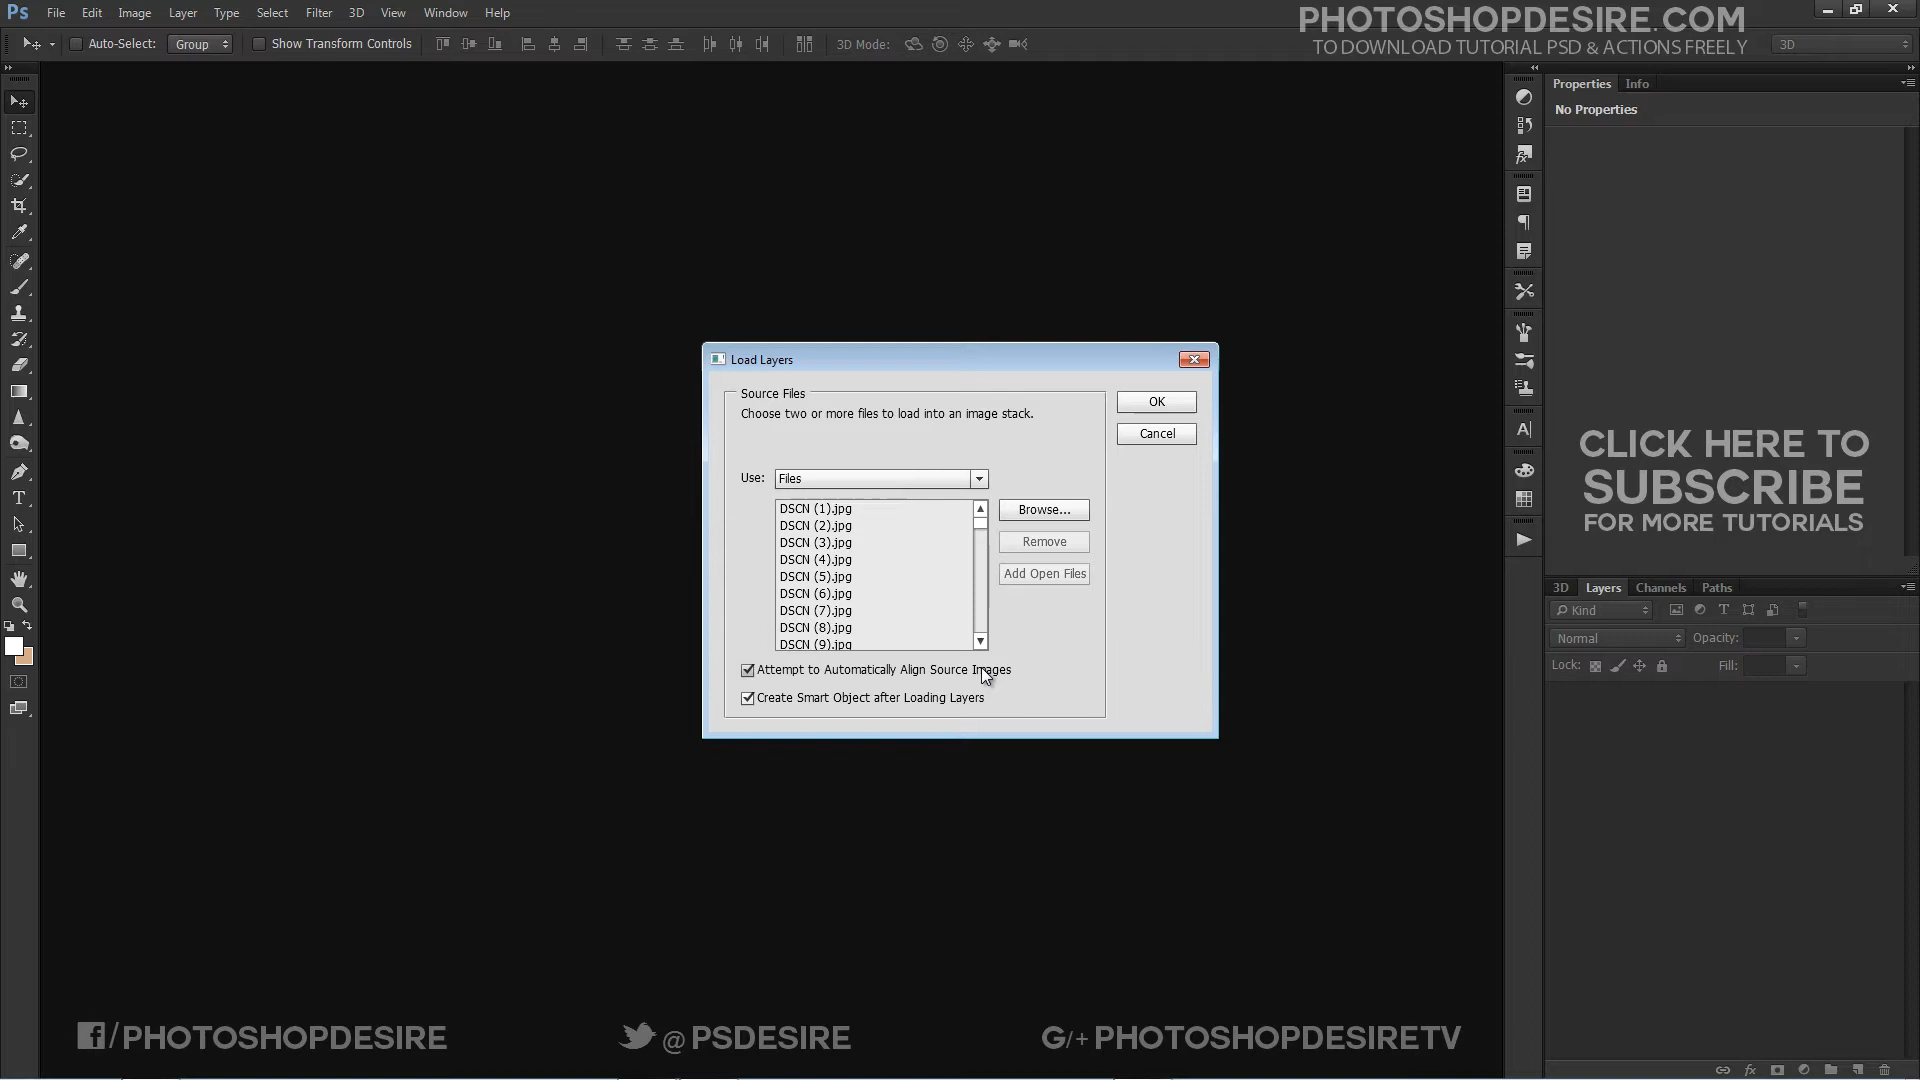 Ps File Edit Image Layer Type Select Filter 3D View Window Help
PHOTOSHOPDESIRE.COM
Auto-Select: Group Show Transform Controls 3D Mode:
TO DOWNLOAD TUTORIAL PSD & ACTIONS FREELY
3D
Properties Info
No Properties
Load Layers
Source Files
Choose two or more files to load into an image stack.
OK
Cancel
Use: Files
DSCN (1).jpg
DSCN (2).jpg
DSCN (3).jpg
DSCN (4).jpg
DSCN (5).jpg
DSCN (6).jpg
DSCN (7).jpg
DSCN (8).jpg
DSCN (9).jpg
Browse...
Remove
Add Open Files
Attempt to Automatically Align Source Images
Create Smart Object after Loading Layers
CLICK HERE TO
SUBSCRIBE
FOR MORE TUTORIALS
3D Layers Channels Paths
Kind
Normal Opacity:
Lock: Fill:
f/PHOTOSHOPDESIRE
@PSDESIRE
G/+ PHOTOSHOPDESIRETV